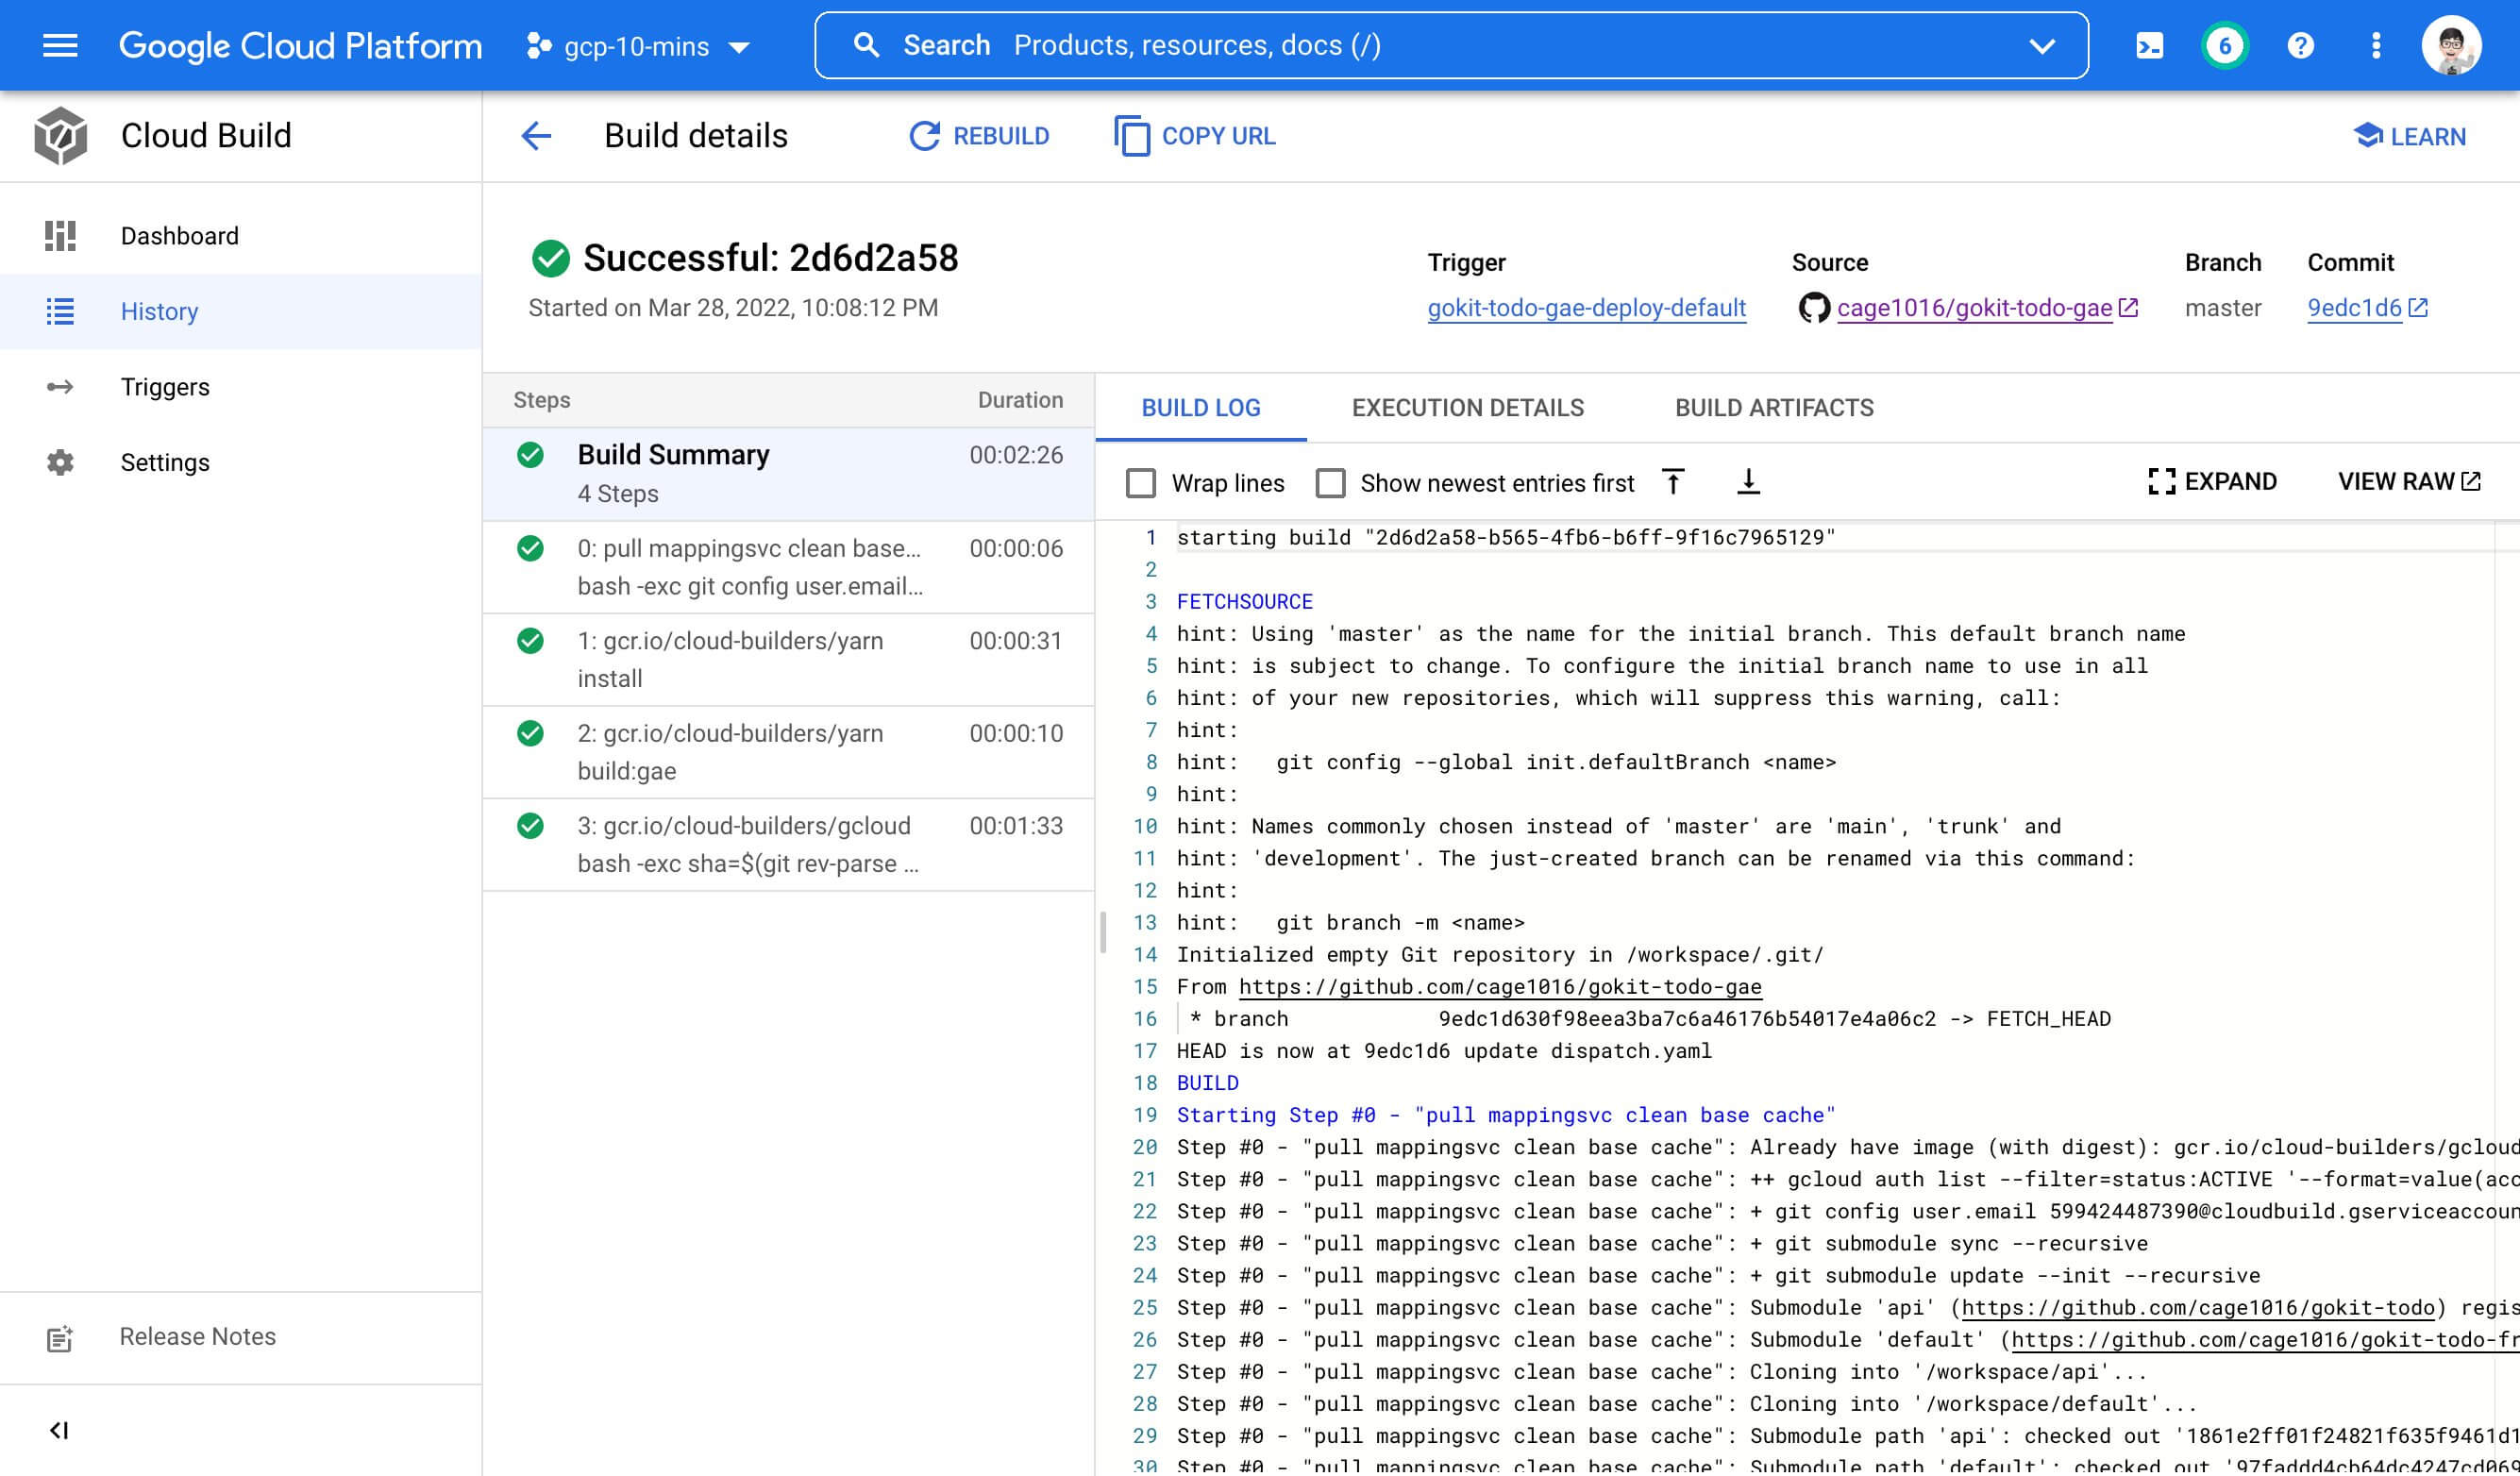 Google Cloud Platform gcp-10-mins Search Products, resources, docs (/) 6
Cloud Build
Build details REBUILD COPY URL LEARN
Dashboard
History
Triggers
Settings
Release Notes
Successful: 2d6d2a58
Started on Mar 28, 2022, 10:08:12 PM
Trigger Source Branch Commit
gokit-todo-gae-deploy-default cage1016/gokit-todo-gae master 9edc1d6
Steps Duration
Build Summary 00:02:26
4 Steps
0: pull mappingsvc clean base... 00:00:06
bash -exc git config user.email...
1: gcr.io/cloud-builders/yarn 00:00:31
install
2: gcr.io/cloud-builders/yarn 00:00:10
build:gae
3: gcr.io/cloud-builders/gcloud 00:01:33
bash -exc sha=$(git rev-parse ...
BUILD LOG EXECUTION DETAILS BUILD ARTIFACTS
Wrap lines Show newest entries first EXPAND VIEW RAW
1 starting build "2d6d2a58-b565-4fb6-b6ff-9f16c7965129"
2
3 FETCHSOURCE
4 hint: Using 'master' as the name for the initial branch. This default branch name
5 hint: is subject to change. To configure the initial branch name to use in all
6 hint: of your new repositories, which will suppress this warning, call:
7 hint:
8 hint:   git config --global init.defaultBranch <name>
9 hint:
10 hint: Names commonly chosen instead of 'master' are 'main', 'trunk' and
11 hint: 'development'. The just-created branch can be renamed via this command:
12 hint:
13 hint:   git branch -m <name>
14 Initialized empty Git repository in /workspace/.git/
15 From https://github.com/cage1016/gokit-todo-gae
16  * branch            9edc1d630f98eea3ba7c6a46176b54017e4a06c2 -> FETCH_HEAD
17 HEAD is now at 9edc1d6 update dispatch.yaml
18 BUILD
19 Starting Step #0 - "pull mappingsvc clean base cache"
20 Step #0 - "pull mappingsvc clean base cache": Already have image (with digest): gcr.io/cloud-builders/gcloud
21 Step #0 - "pull mappingsvc clean base cache": ++ gcloud auth list --filter=status:ACTIVE '--format=value(acc
22 Step #0 - "pull mappingsvc clean base cache": + git config user.email 599424487390@cloudbuild.gserviceaccoun
23 Step #0 - "pull mappingsvc clean base cache": + git submodule sync --recursive
24 Step #0 - "pull mappingsvc clean base cache": + git submodule update --init --recursive
25 Step #0 - "pull mappingsvc clean base cache": Submodule 'api' (https://github.com/cage1016/gokit-todo) regis
26 Step #0 - "pull mappingsvc clean base cache": Submodule 'default' (https://github.com/cage1016/gokit-todo-fr
27 Step #0 - "pull mappingsvc clean base cache": Cloning into '/workspace/api'...
28 Step #0 - "pull mappingsvc clean base cache": Cloning into '/workspace/default'...
29 Step #0 - "pull mappingsvc clean base cache": Submodule path 'api': checked out '1861e2ff01f24821f635f9461d1
30 Step #0 - "pull mappingsvc clean base cache": Submodule path 'default': checked out '97faddd4cb64dc4247cd069